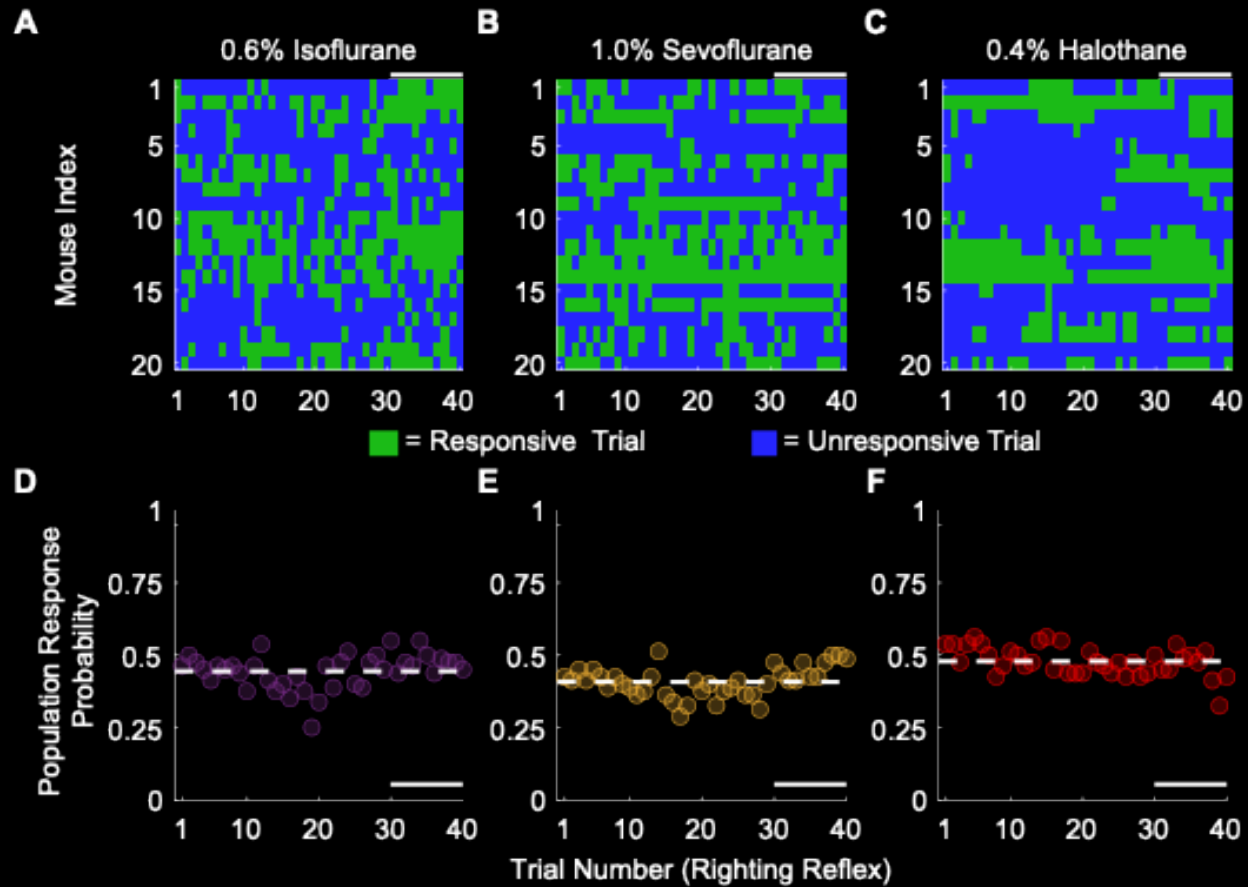 A
B
C
0.6% Isoflurane
1.0% Sevoflurane
0.4% Halothane
Mouse Index
1
5
10
15
20
1
5
10
15
20
1
5
10
15
20
1 10 20 30 40
1 10 20 30 40
1 10 20 30 40
= Responsive Trial
= Unresponsive Trial
D
E
F
Population Response
Probability
1
0.75
0.5
0.25
0
1
0.75
0.5
0.25
0
1
0.75
0.5
0.25
0
1 10 20 30 40
1 10 20 30 40
1 10 20 30 40
Trial Number (Righting Reflex)